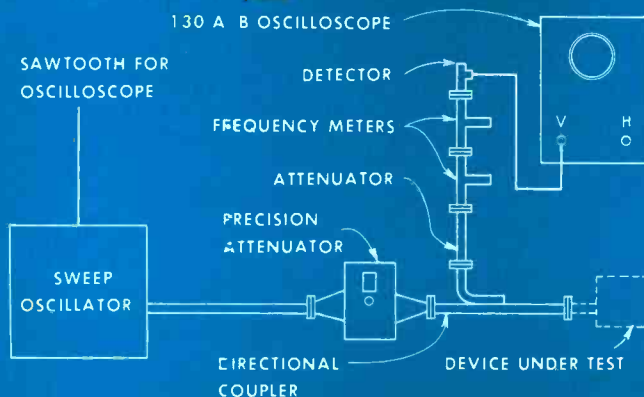 130 A B OSCILLOSCOPE
SAWTOOTH FOR
OSCILLOSCOPE
DETECTOR
FREQUENCY METERS
V H
ATTENUATOR
PRECISION
ATTENUATOR
SWEEP
OSCILLATOR
DIRECTIONAL
COUPLER
DEVICE UNDER TEST